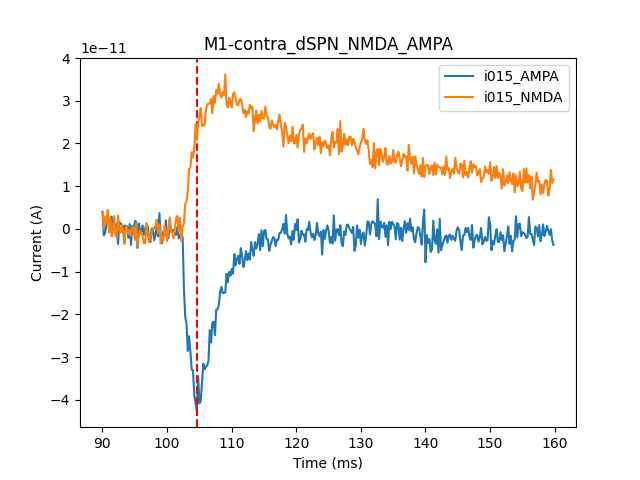 M1-contra_dSPN_NMDA_AMPA
1e−11
i015_AMPA
i015_NMDA
Current (A)
4
3
2
1
0
−1
−2
−3
−4
90 100 110 120 130 140 150 160
Time (ms)